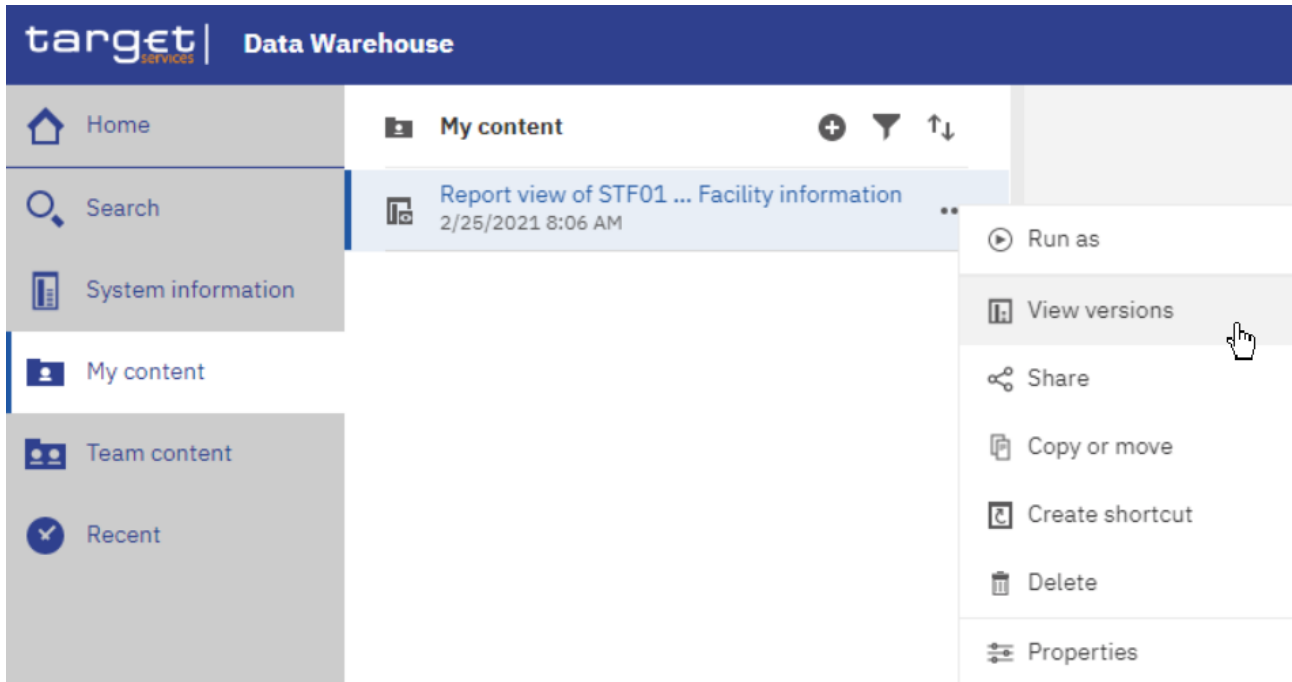 target services | Data Warehouse
Home
Search
System information
My content
Team content
Recent
My content
Report view of STF01 ... Facility information
2/25/2021 8:06 AM
Run as
View versions
Share
Copy or move
Create shortcut
Delete
Properties